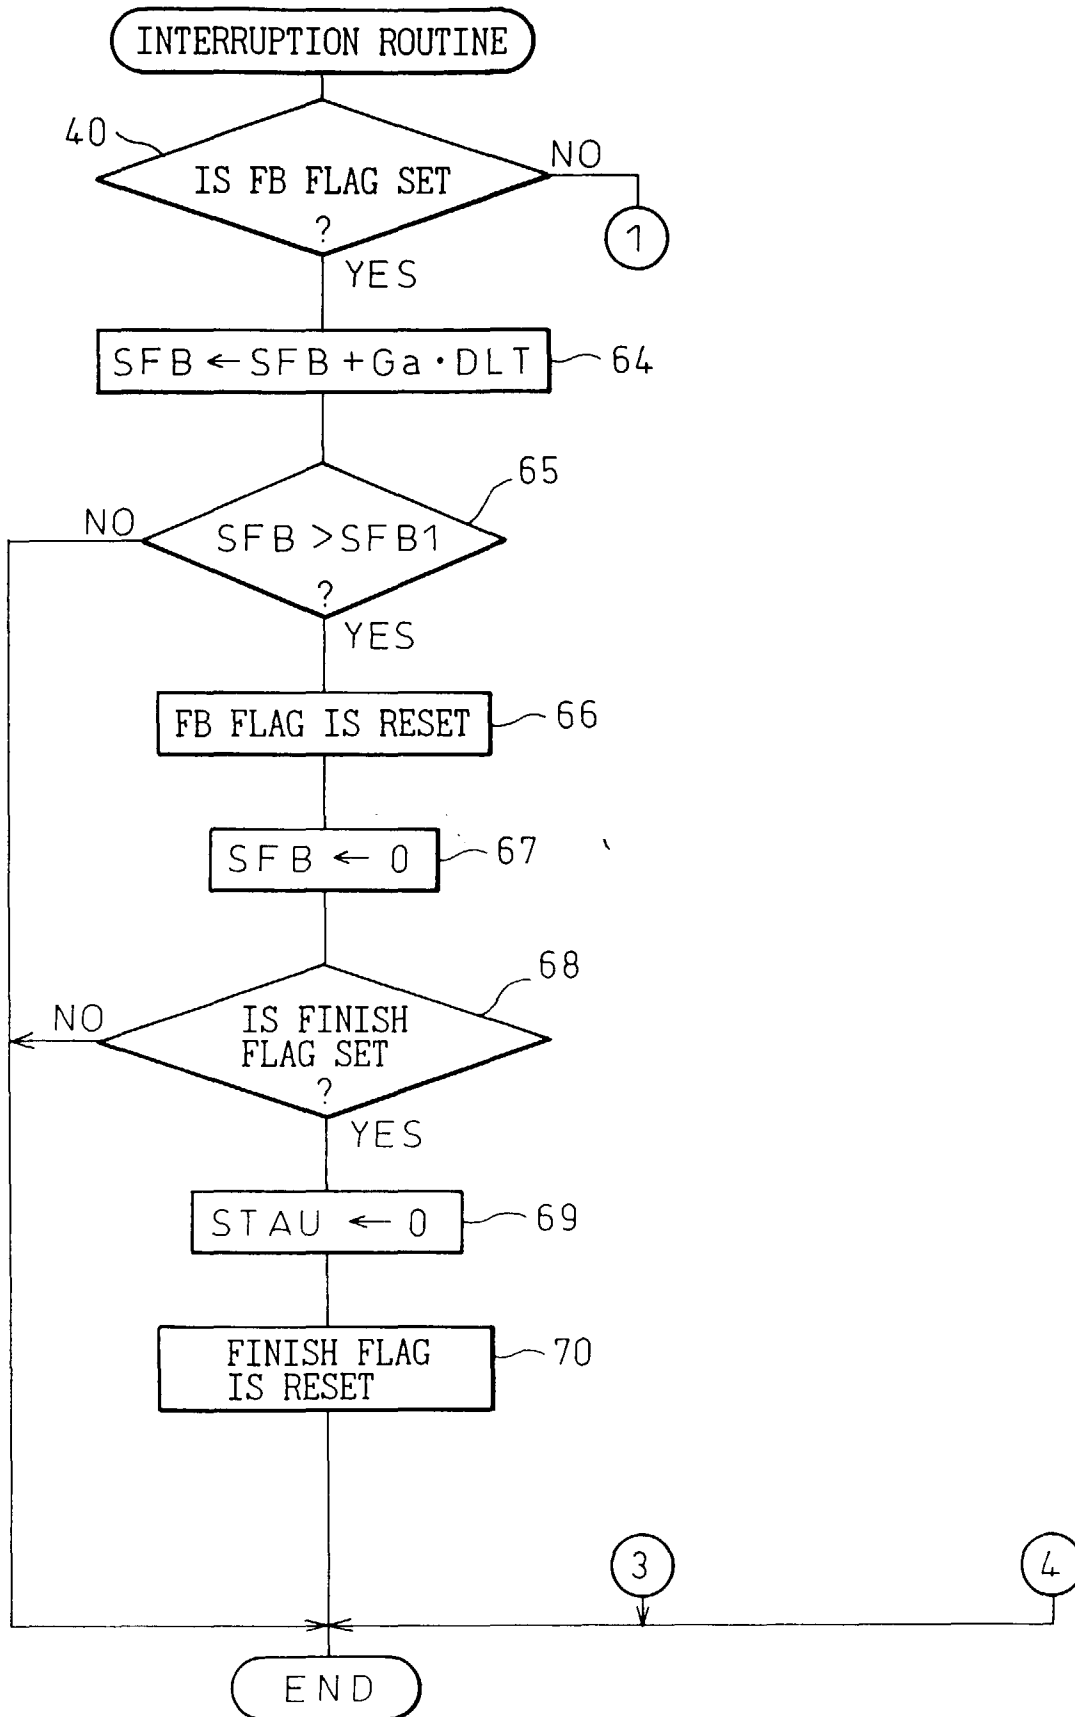 INTERRUPTION ROUTINE
40
IS FB FLAG SET
?
NO
1
YES
SFB ← SFB + Ga · DLT
64
65
NO
SFB > SFB1
?
YES
FB FLAG IS RESET
66
SFB ← 0
67
68
NO
IS FINISH
FLAG SET
?
YES
STAU ← 0
69
FINISH FLAG
IS RESET
70
3
4
END